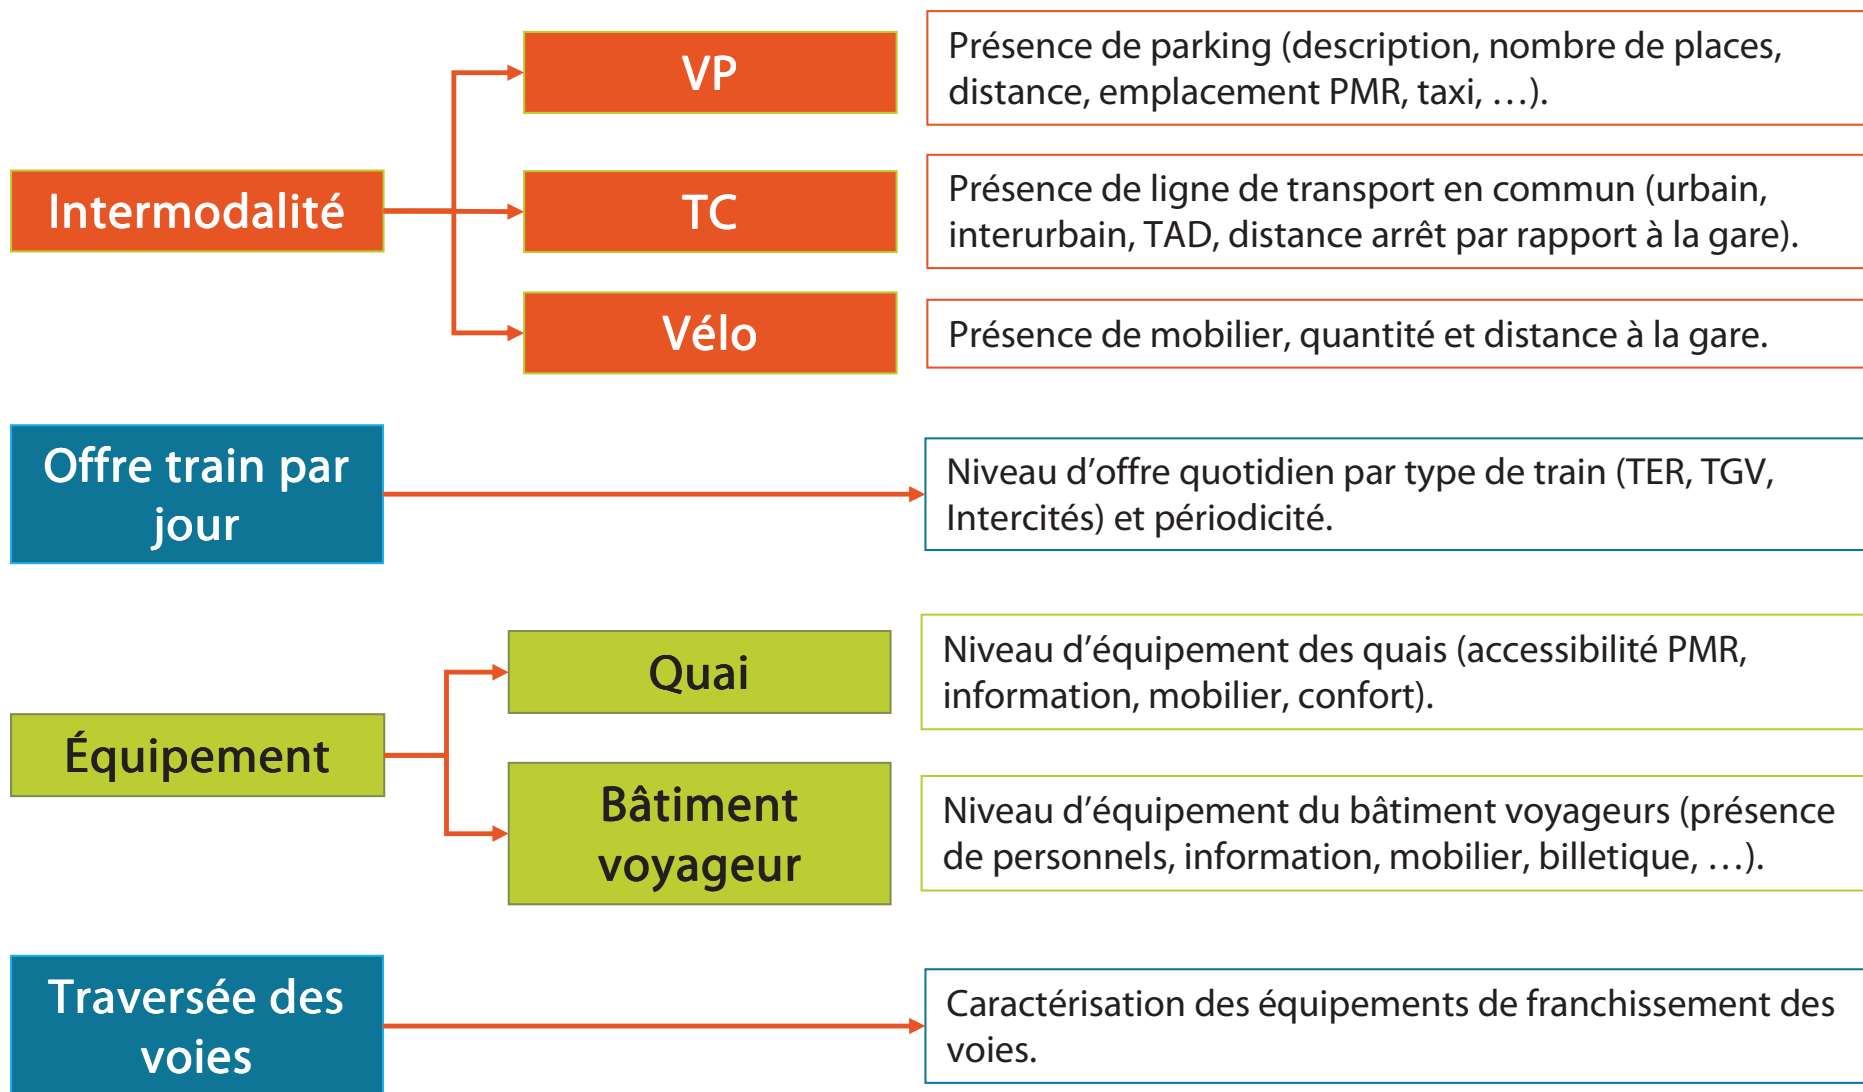 VP
Présence de parking (description, nombre de places,
distance, emplacement PMR, taxi, …).
Intermodalité
TC
Présence de ligne de transport en commun (urbain,
interurbain, TAD, distance arrêt par rapport à la gare).
Vélo
Présence de mobilier, quantité et distance à la gare.
Offre train par
jour
Niveau d’offre quotidien par type de train (TER, TGV,
Intercités) et périodicité.
Équipement
Quai
Niveau d’équipement des quais (accessibilité PMR,
information, mobilier, confort).
Bâtiment
voyageur
Niveau d’équipement du bâtiment voyageurs (présence
de personnels, information, mobilier, billetique, …).
Traversée des
voies
Caractérisation des équipements de franchissement des
voies.